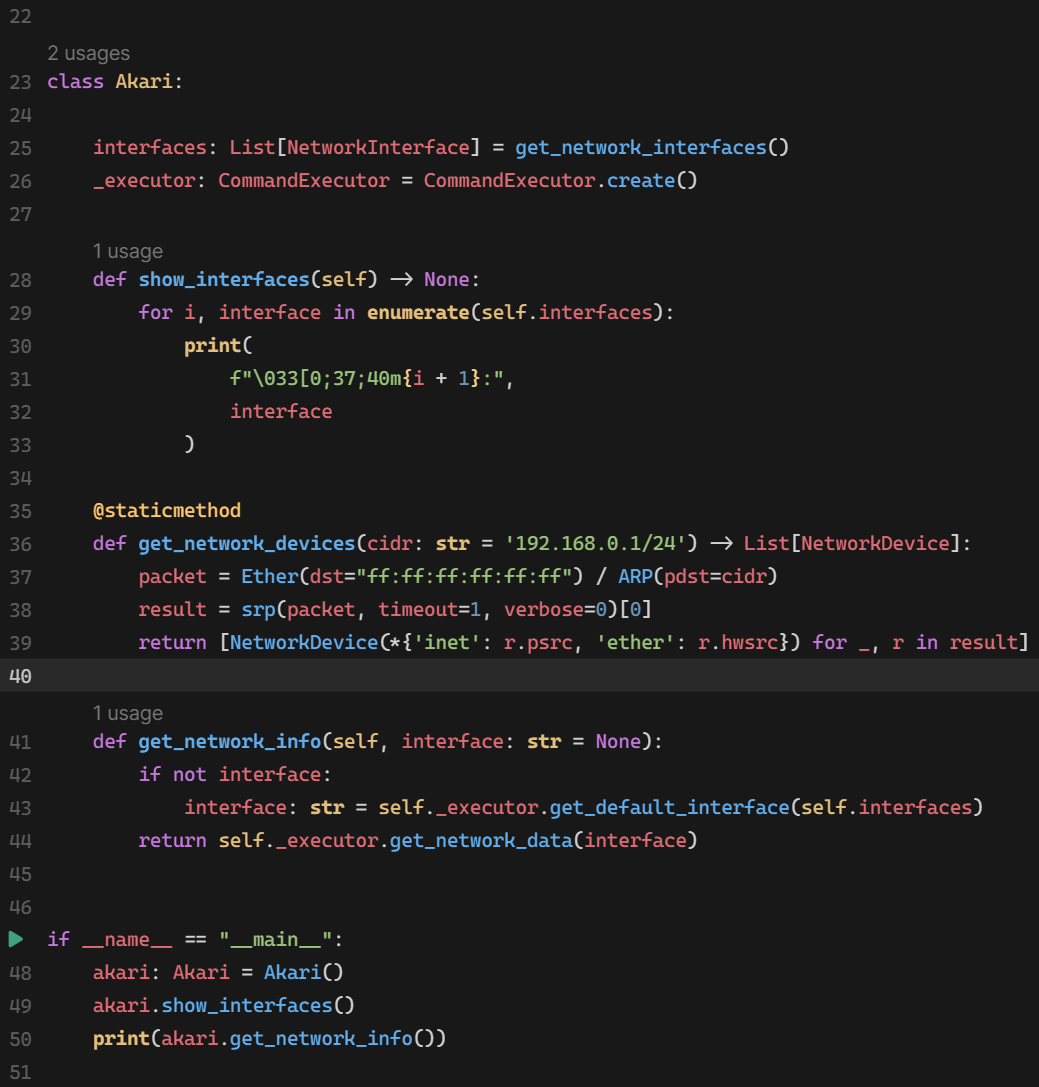 22
2 usages
23 class Akari:
24
25     interfaces: List[NetworkInterface] = get_network_interfaces()
26     _executor: CommandExecutor = CommandExecutor.create()
27
1 usage
28     def show_interfaces(self) -> None:
29         for i, interface in enumerate(self.interfaces):
30             print(
31                 f"\033[0;37;40m{i + 1}:",
32                 interface
33             )
34
35     @staticmethod
36     def get_network_devices(cidr: str = '192.168.0.1/24') -> List[NetworkDevice]:
37         packet = Ether(dst="ff:ff:ff:ff:ff:ff") / ARP(pdst=cidr)
38         result = srp(packet, timeout=1, verbose=0)[0]
39         return [NetworkDevice(*{'inet': r.psrc, 'ether': r.hwsrc}) for _, r in result]
40
1 usage
41     def get_network_info(self, interface: str = None):
42         if not interface:
43             interface: str = self._executor.get_default_interface(self.interfaces)
44         return self._executor.get_network_data(interface)
45
46
if __name__ == "__main__":
48     akari: Akari = Akari()
49     akari.show_interfaces()
50     print(akari.get_network_info())
51